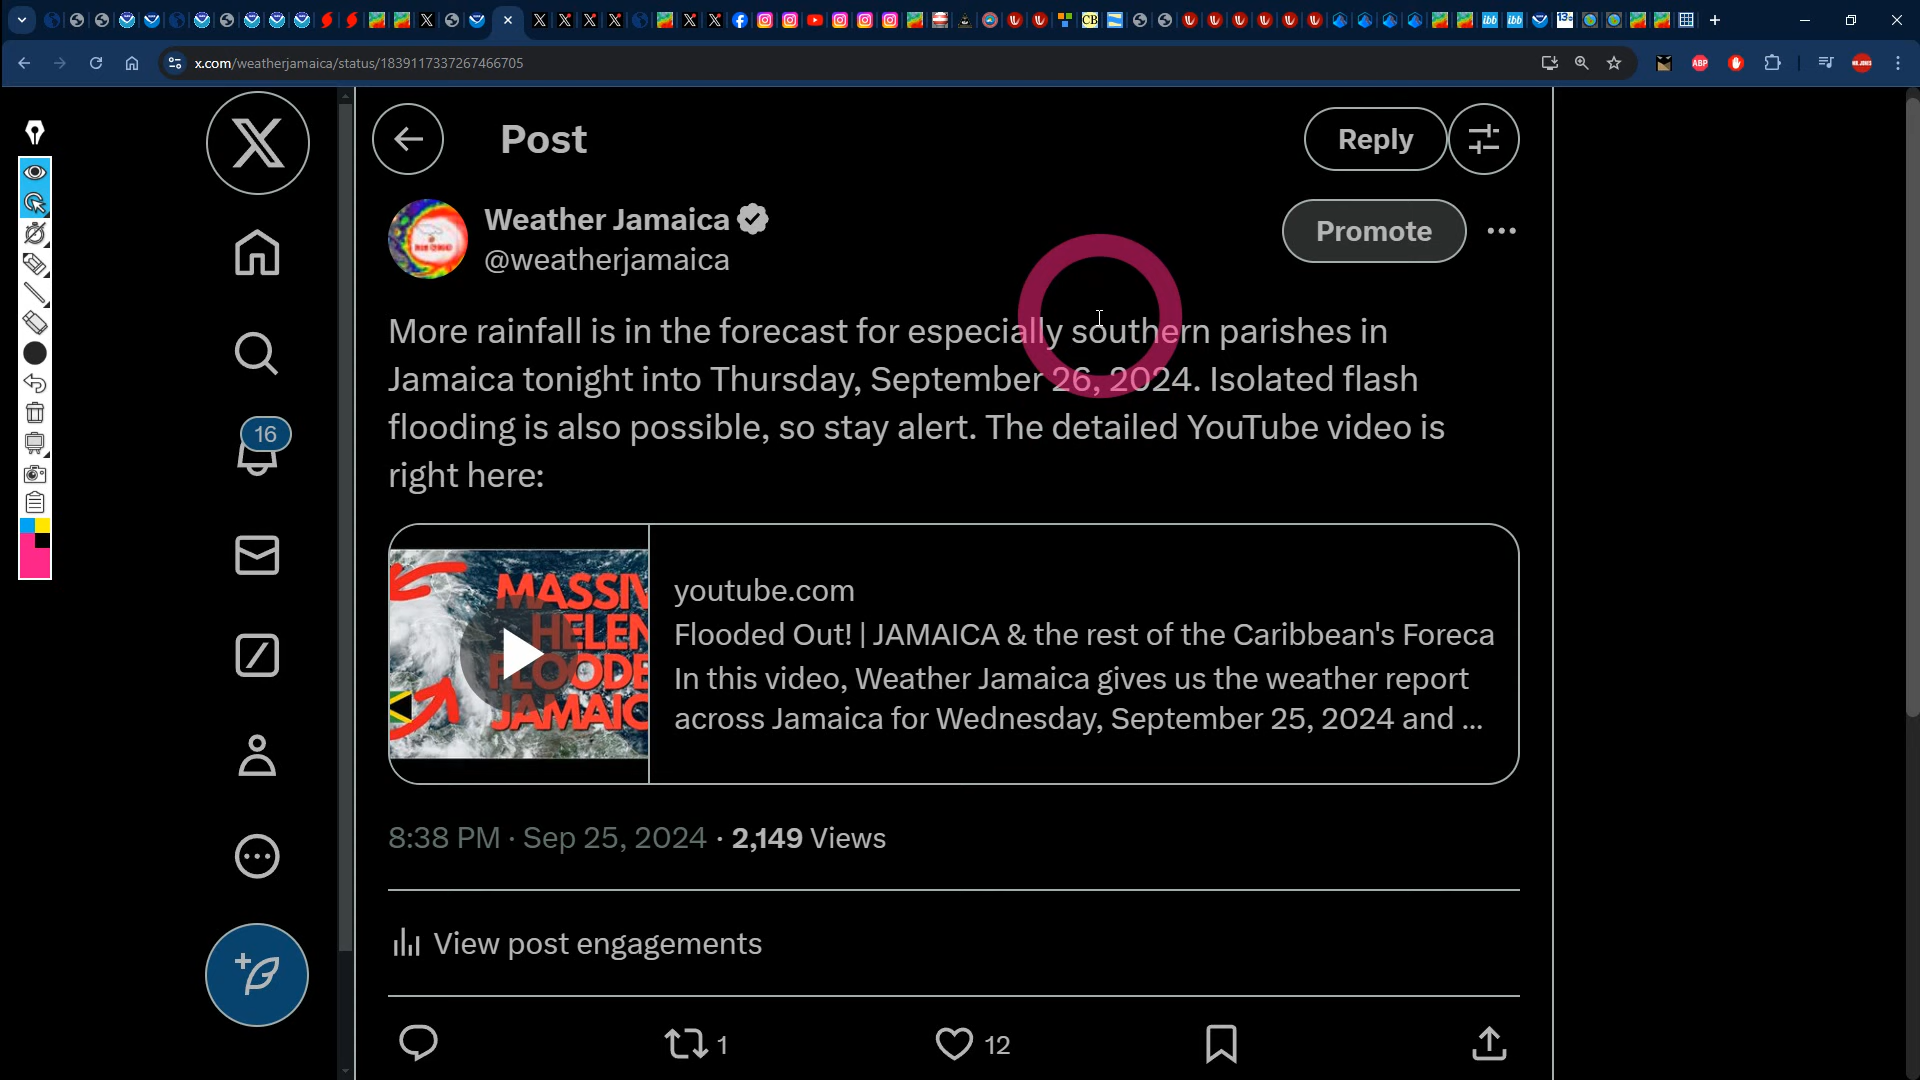 x.com/weatherjamaica/status/1839117337267466705
ABP
Post
Reply
Weather Jamaica
@weatherjamaica
Promote
More rainfall is in the forecast for especially southern parishes in
Jamaica tonight into Thursday, September 26, 2024. Isolated flash
flooding is also possible, so stay alert. The detailed YouTube video is
right here:
16
MASSIV
HELEN
FLOODE
JAMAIC
youtube.com
Flooded Out! | JAMAICA & the rest of the Caribbean's Foreca
In this video, Weather Jamaica gives us the weather report
across Jamaica for Wednesday, September 25, 2024 and ...
8:38 PM · Sep 25, 2024 · 2,149 Views
View post engagements
1
12